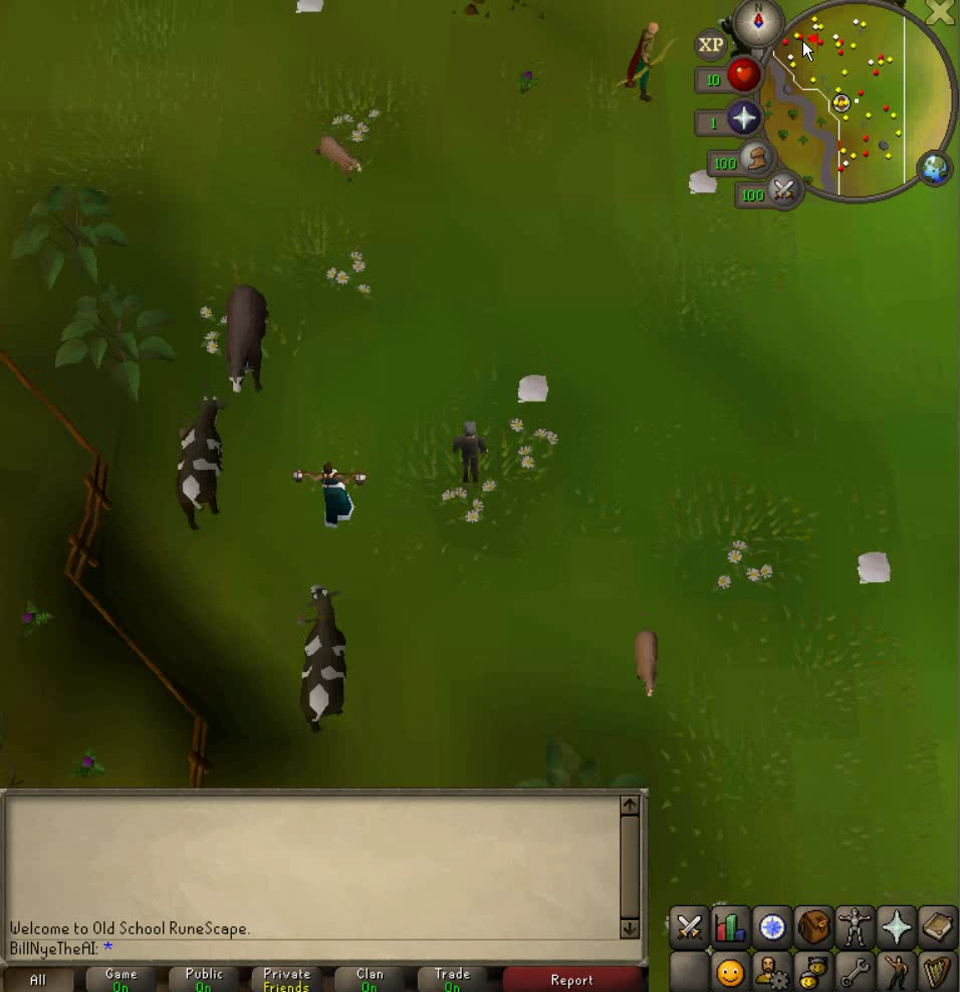 N
XP
10
1
100
100
Welcome to Old School RuneScape.
BillNyeTheAI: *
All
Game
On
Public
On
Private
Friends
Clan
On
Trade
On
Report